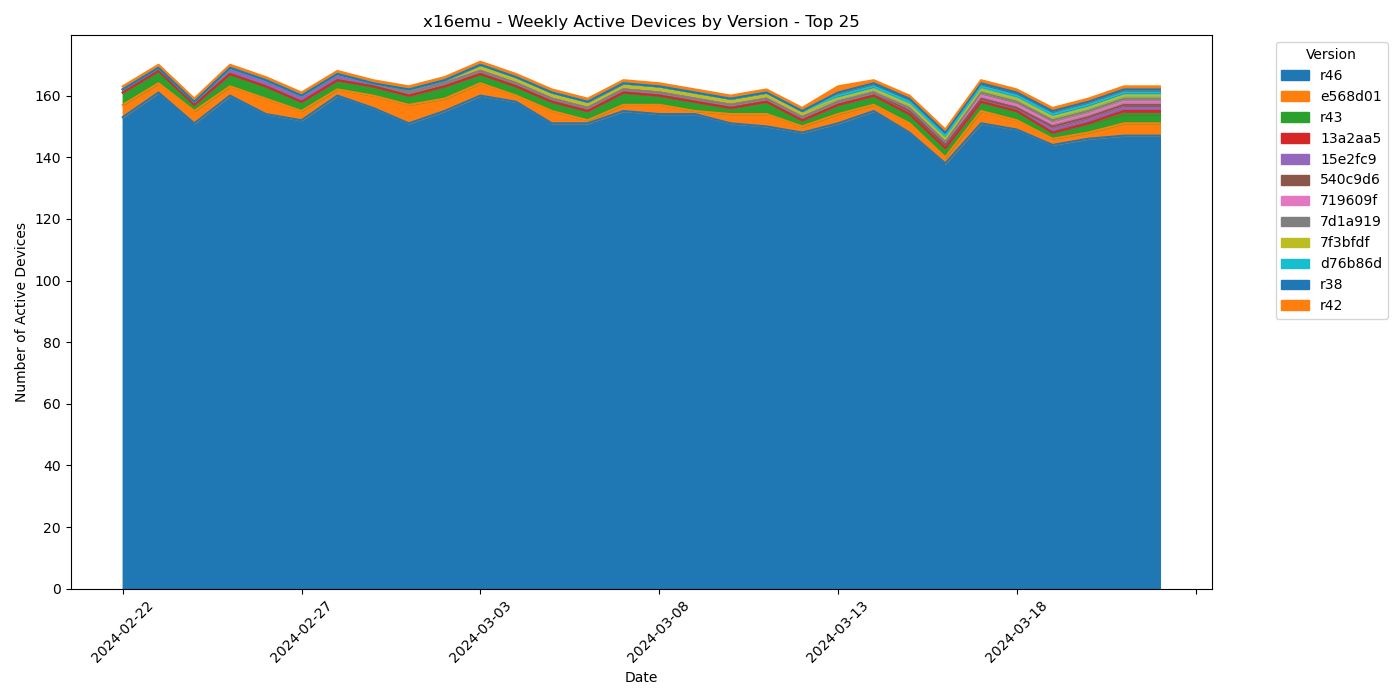 x16emu - Weekly Active Devices by Version - Top 25
Number of Active Devices
160
140
120
100
80
60
40
20
0
2024-02-22
2024-02-27
2024-03-03
2024-03-08
2024-03-13
2024-03-18
Date
Version
r46
e568d01
r43
13a2aa5
15e2fc9
540c9d6
719609f
7d1a919
7f3bfdf
d76b86d
r38
r42